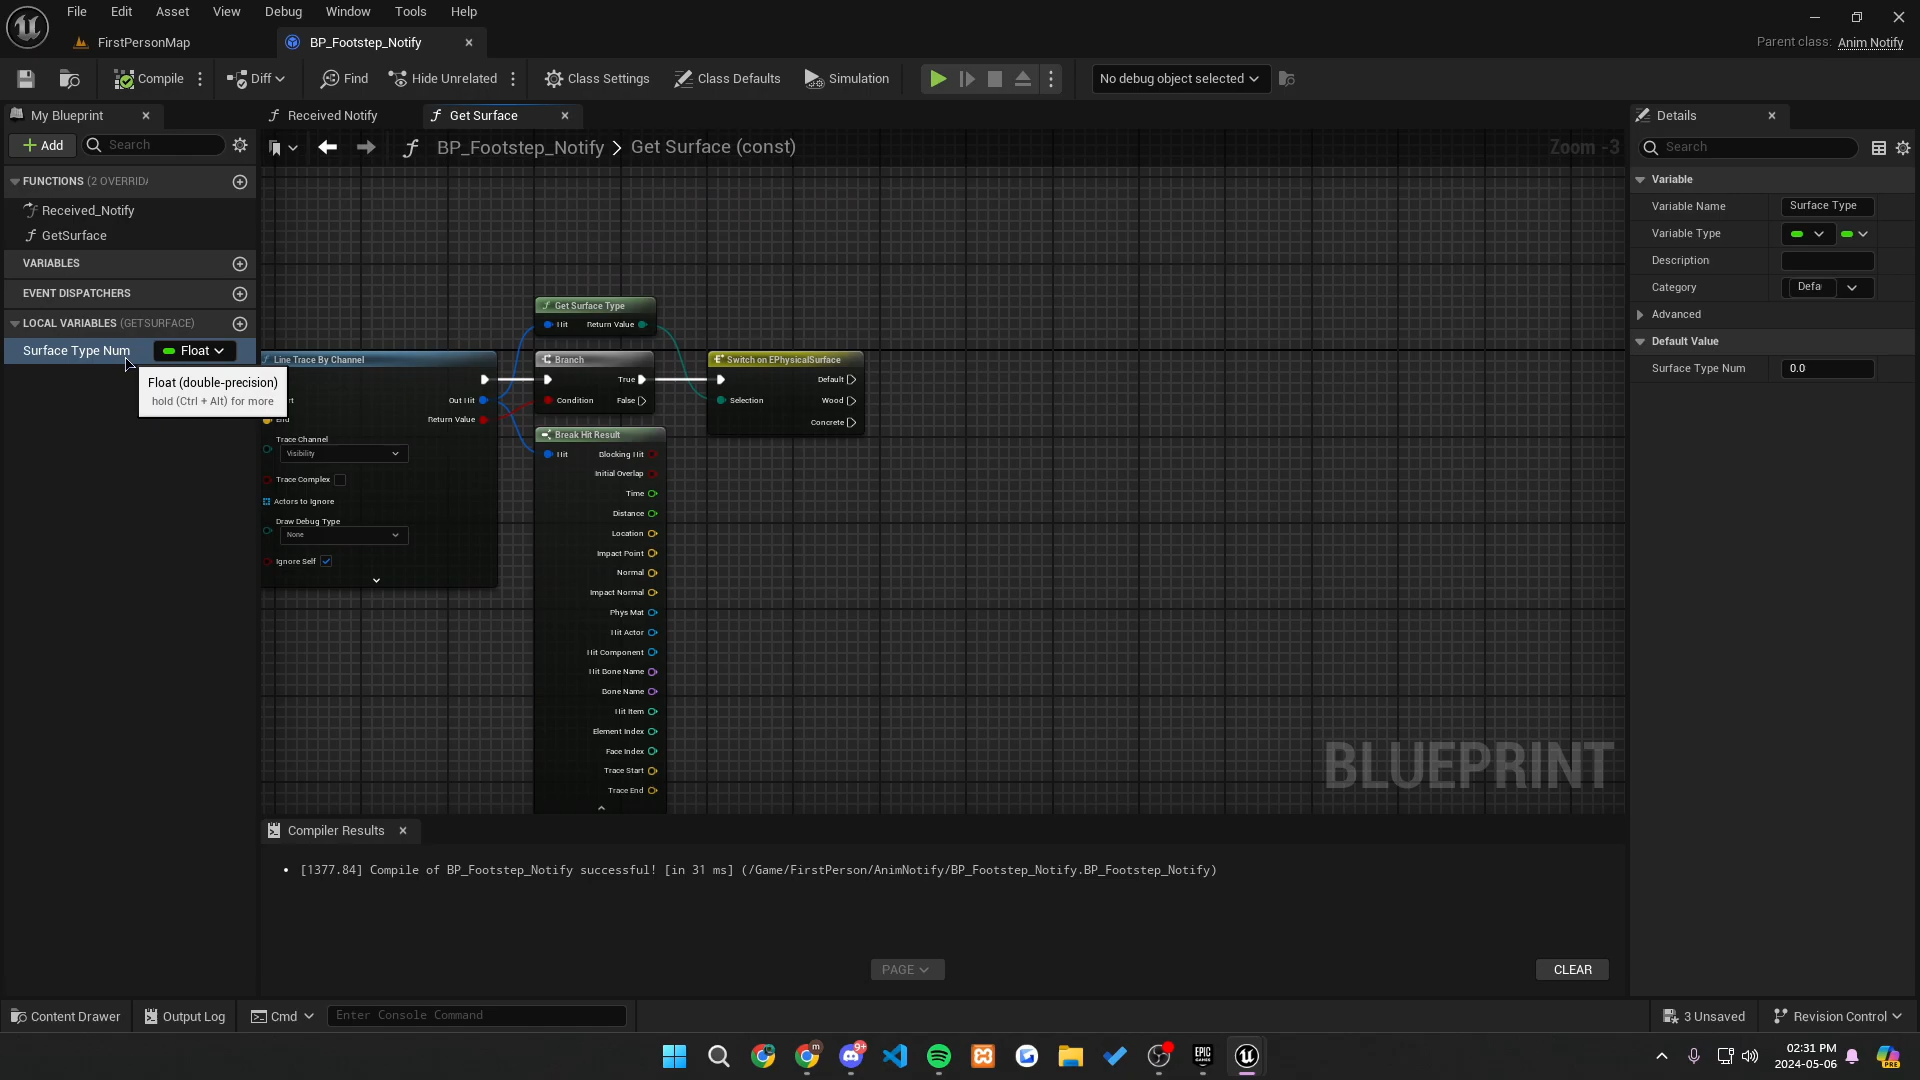 File Edit Asset View Debug Window Tools Help
FirstPersonMap
BP_Footstep_Notify
Parent class: Anim Notify
Compile
Diff
Find
Hide Unrelated
Class Settings
Class Defaults
Simulation
No debug object selected
My Blueprint
Received Notify
Get Surface
Details
Add
Search
BP_Footstep_Notify > Get Surface (const)
Zoom -3
Search
FUNCTIONS (2 OVERRIDA
Received_Notify
GetSurface
VARIABLES
EVENT DISPATCHERS
LOCAL VARIABLES (GETSURFACE)
Surface Type Num
Float
Float (double-precision)
hold (Ctrl + Alt) for more
Line Trace By Channel
Out Hit
End
Return Value
Trace Channel
Visibility
Trace Complex
Actors to Ignore
Draw Debug Type
None
Ignore Self
Get Surface Type
Hit Return Value
Branch
True
Condition False
Switch on EPhysicalSurface
Default
Selection Wood
Concrete
Break Hit Result
Hit Blocking Hit
Initial Overlap
Time
Distance
Location
Impact Point
Normal
Impact Normal
Phys Mat
Hit Actor
Hit Component
Hit Bone Name
Bone Name
Hit Item
Element Index
Face Index
Trace Start
Trace End
BLUEPRINT
Variable
Variable Name Surface Type
Variable Type
Description
Category Defa
Advanced
Default Value
Surface Type Num 0.0
Compiler Results
[1377.84] Compile of BP_Footstep_Notify successful! [in 31 ms] (/Game/FirstPerson/AnimNotify/BP_Footstep_Notify.BP_Footstep_Notify)
PAGE
CLEAR
Content Drawer
Output Log
Cmd
Enter Console Command
3 Unsaved
Revision Control
m
9+
EPIC
GAMES
02:31 PM
2024-05-06
PRE